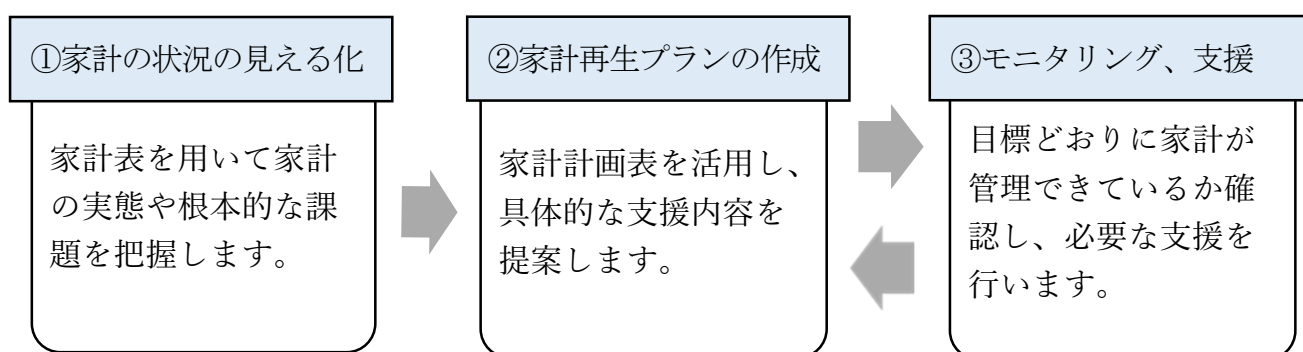 ①家計の状況の見える化
家計表を用いて家計
の実態や根本的な課
題を把握します。
②家計再生プランの作成
家計計画表を活用し、
具体的な支援内容を
提案します。
③モニタリング、支援
目標どおりに家計が
管理できているか確
認し、必要な支援を
行います。